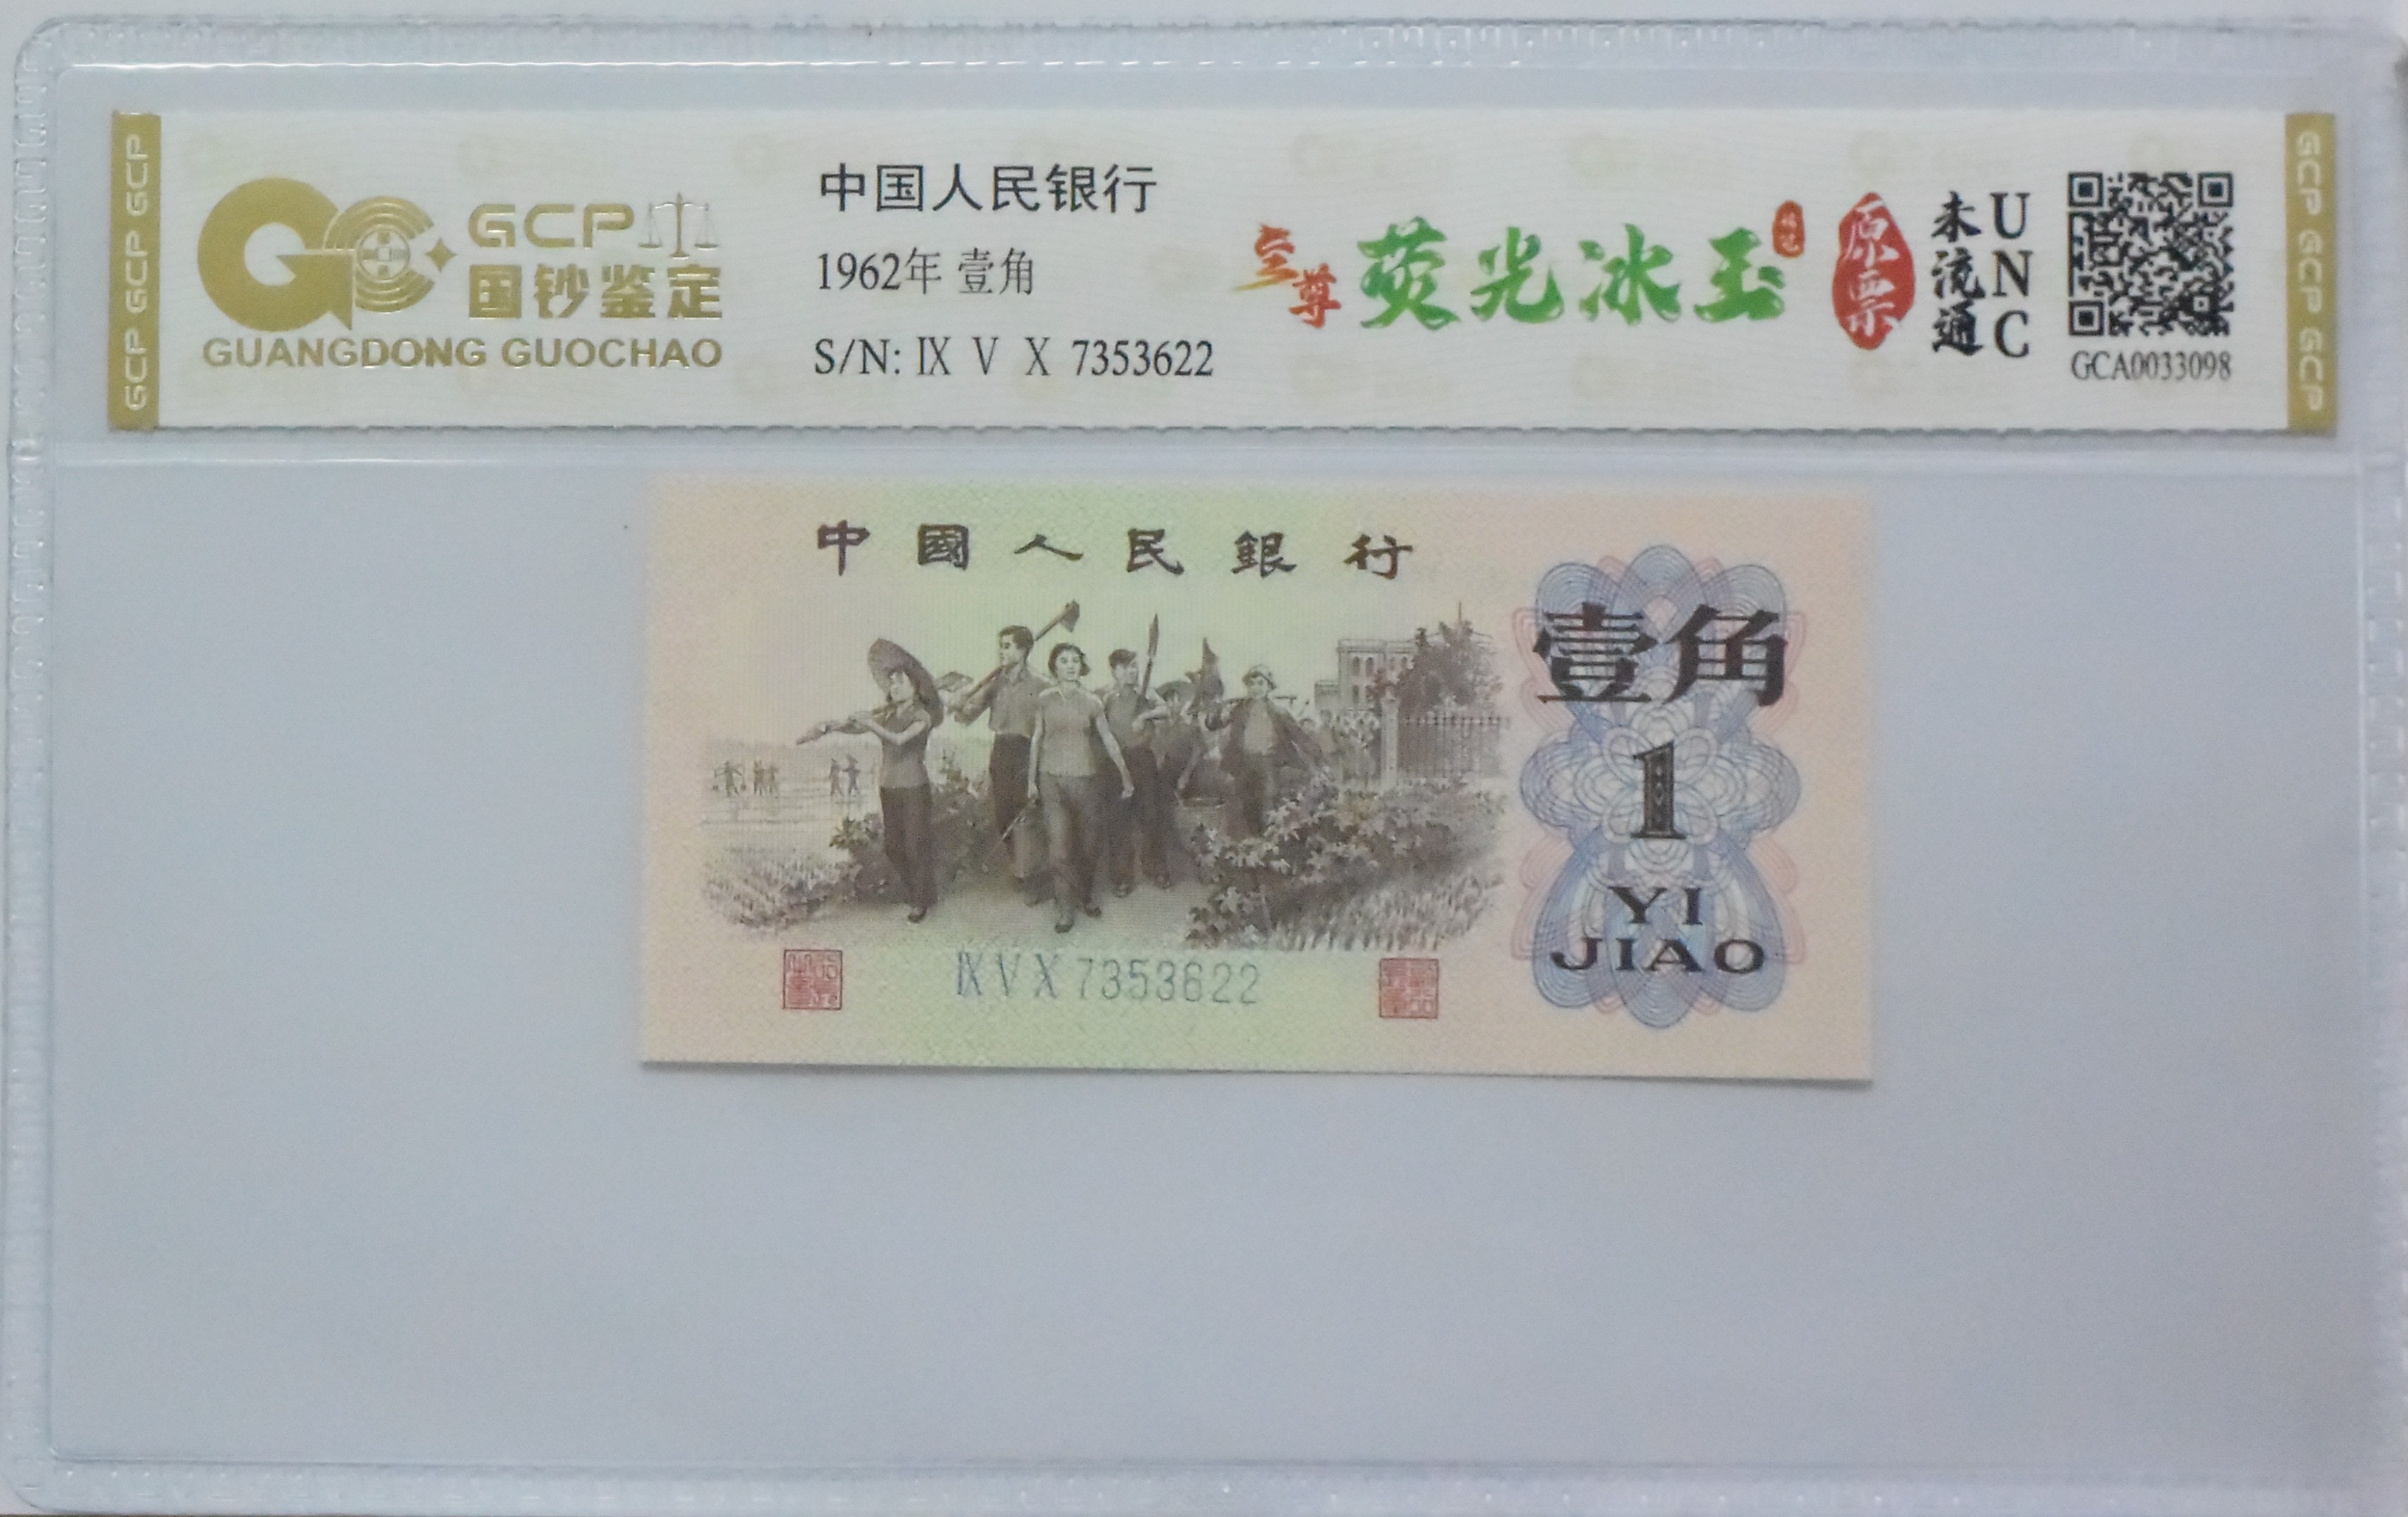 GCP GCP GCP
GCP
国钞鉴定
GUANGDONG GUOCHAO
中国人民银行
1962年 壹角
S/N: IX V X 7353622
至尊 荧光冰玉
原票
未流通
UNC
GCA0033098
GCP GCP GCP
中國人民銀行
壹角
1
YI
JIAO
IX V X 7353622